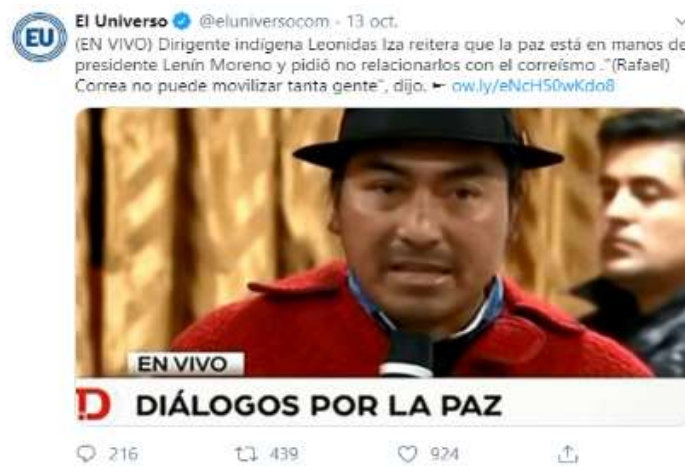 EU
El Universo @eluniversocom - 13 oct.
(EN VIVO) Dirigente indígena Leonidas Iza reitera que la paz está en manos de
presidente Lenín Moreno y pidió no relacionarlos con el correísmo ."(Rafael)
Correa no puede movilizar tanta gente", dijo. ► ow.ly/eNcH50wKdo8
EN VIVO
D DIÁLOGOS POR LA PAZ
216 439 924